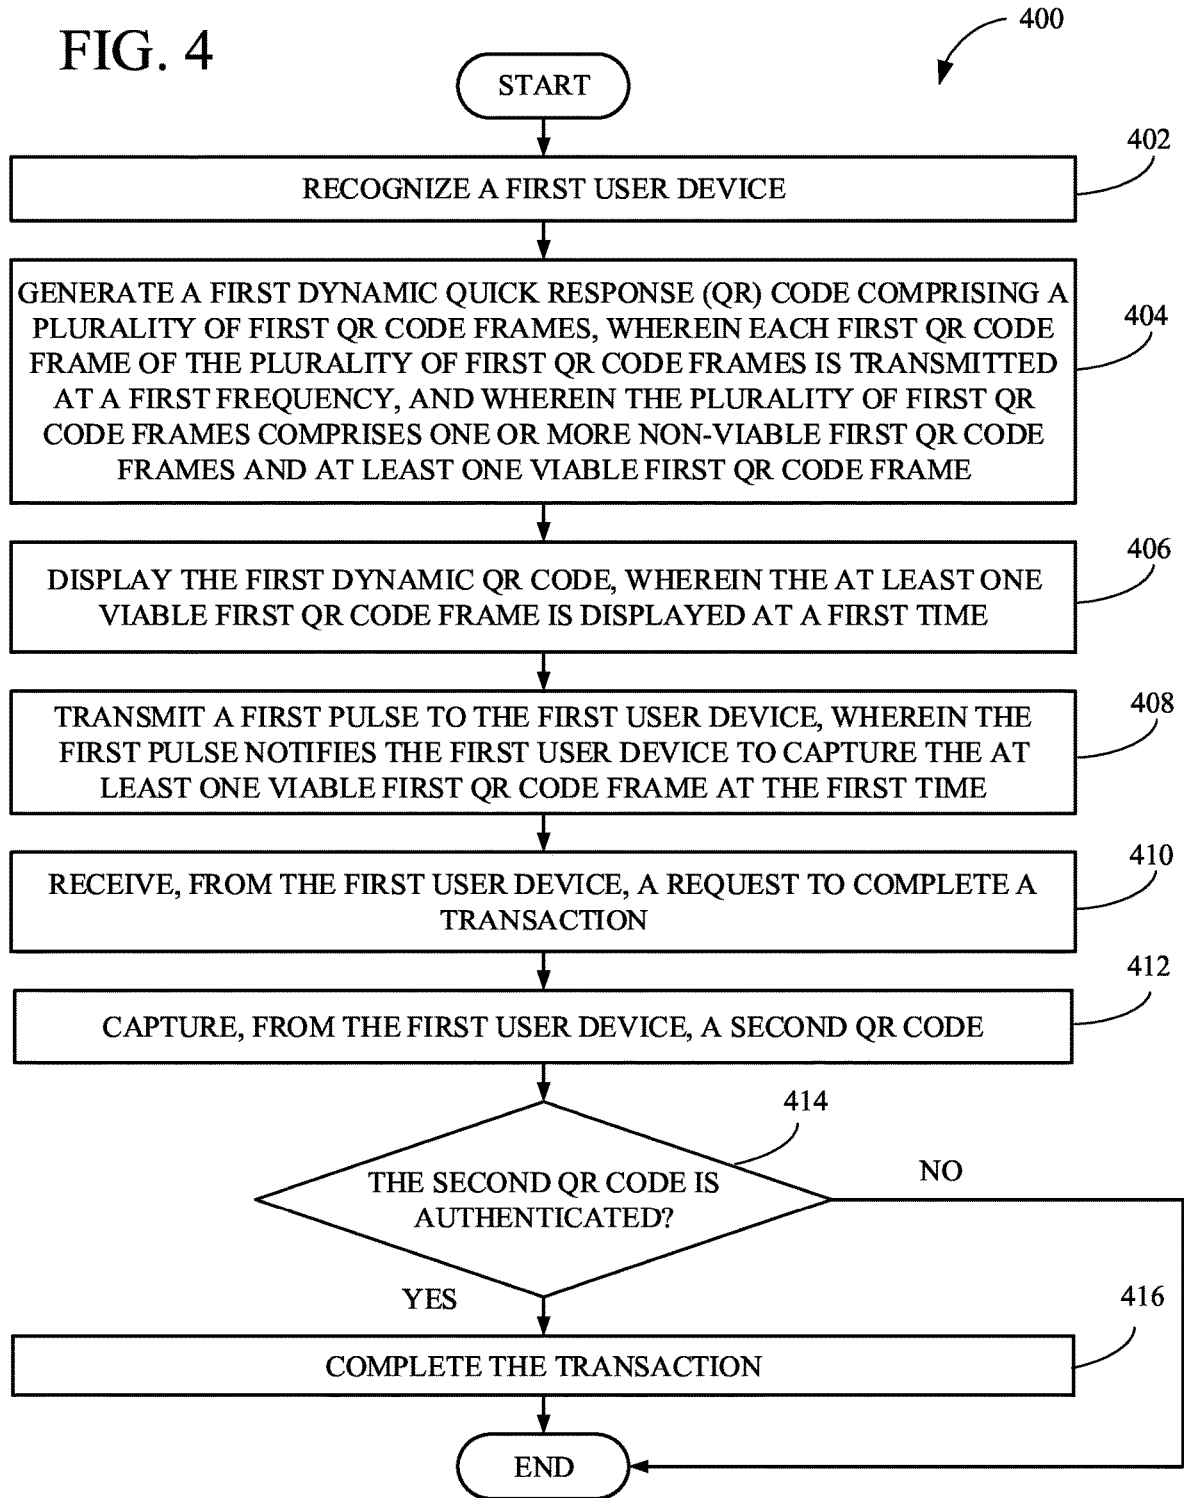 FIG. 4
400
START
402
RECOGNIZE A FIRST USER DEVICE
GENERATE A FIRST DYNAMIC QUICK RESPONSE (QR) CODE COMPRISING A
PLURALITY OF FIRST QR CODE FRAMES, WHEREIN EACH FIRST QR CODE
FRAME OF THE PLURALITY OF FIRST QR CODE FRAMES IS TRANSMITTED
AT A FIRST FREQUENCY, AND WHEREIN THE PLURALITY OF FIRST QR
CODE FRAMES COMPRISES ONE OR MORE NON-VIABLE FIRST QR CODE
FRAMES AND AT LEAST ONE VIABLE FIRST QR CODE FRAME
404
DISPLAY THE FIRST DYNAMIC QR CODE, WHEREIN THE AT LEAST ONE
VIABLE FIRST QR CODE FRAME IS DISPLAYED AT A FIRST TIME
406
TRANSMIT A FIRST PULSE TO THE FIRST USER DEVICE, WHEREIN THE
FIRST PULSE NOTIFIES THE FIRST USER DEVICE TO CAPTURE THE AT
LEAST ONE VIABLE FIRST QR CODE FRAME AT THE FIRST TIME
408
RECEIVE, FROM THE FIRST USER DEVICE, A REQUEST TO COMPLETE A
TRANSACTION
410
CAPTURE, FROM THE FIRST USER DEVICE, A SECOND QR CODE
412
414
THE SECOND QR CODE IS
AUTHENTICATED?
NO
YES
416
COMPLETE THE TRANSACTION
END